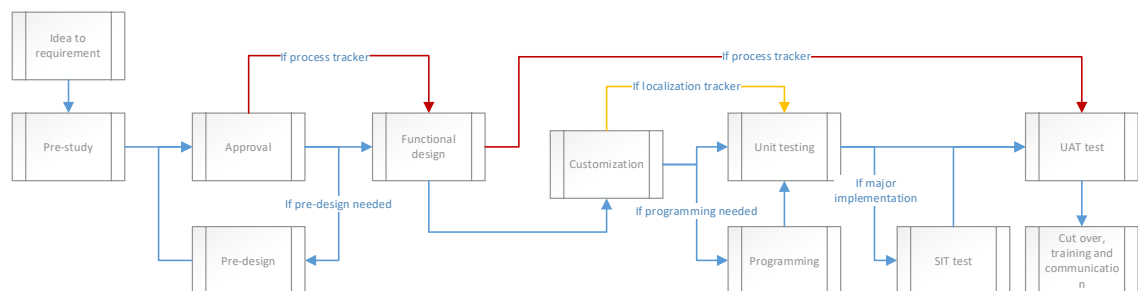 Idea to
requirement
If process tracker
If process tracker
If localization tracker
Pre-study
Approval
Functional
design
Customization
Unit testing
UAT test
If pre-design needed
If programming needed
If major
implementation
Pre-design
Programming
SIT test
Cut over,
training and
communicatio
n